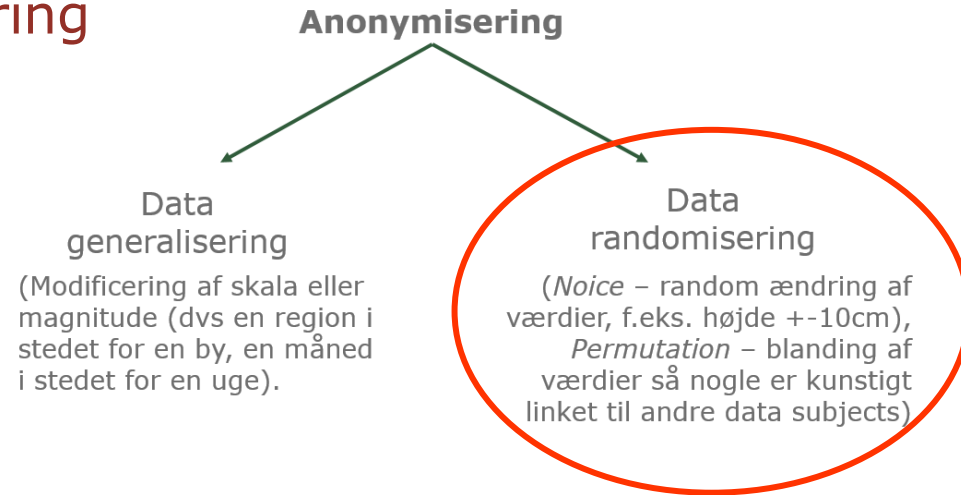 ring
Anonymisering
Data
generalisering
(Modificering af skala eller
magnitude (dvs en region i
stedet for en by, en måned
i stedet for en uge).
Data
randomisering
(Noice – random ændring af
værdier, f.eks. højde +-10cm),
Permutation – blanding af
værdier så nogle er kunstigt
linket til andre data subjects)